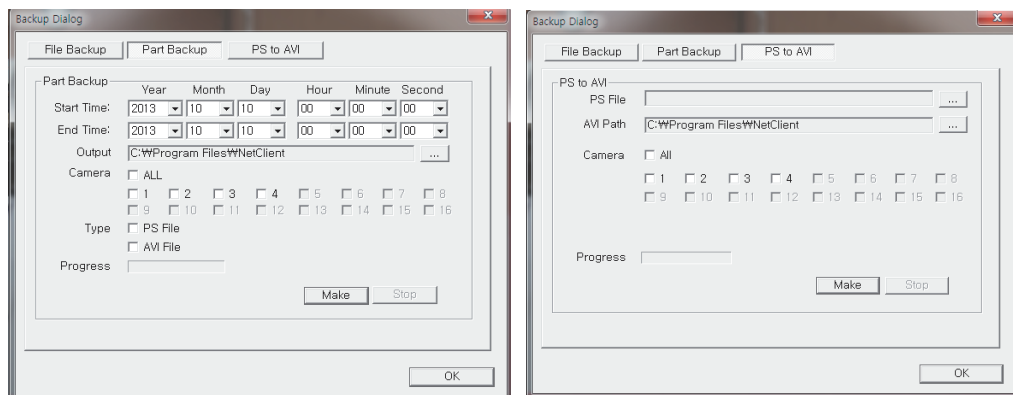 Backup Dialog
File Backup Part Backup PS to AVI
Part Backup
Year Month Day Hour Minute Second
Start Time: 2013 10 10 00 00 00
End Time: 2013 10 10 00 00 00
Output C:₩Program Files₩NetClient ...
Camera ALL
1 2 3 4 5 6 7 8
9 10 11 12 13 14 15 16
Type PS File
AVI File
Progress
Make Stop
OK
Backup Dialog
File Backup Part Backup PS to AVI
PS to AVI
PS File ...
AVI Path C:₩Program Files₩NetClient ...
Camera All
1 2 3 4 5 6 7 8
9 10 11 12 13 14 15 16
Progress
Make Stop
OK